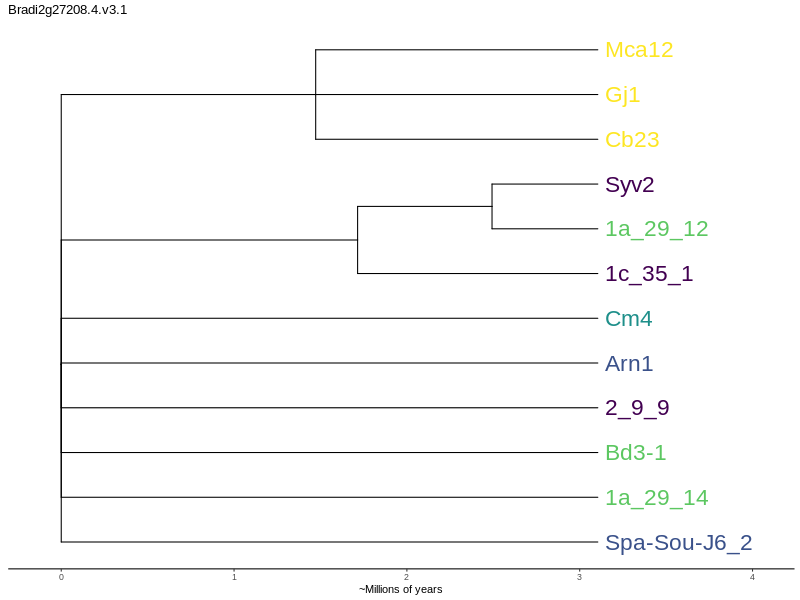 Bradi2g27208.4.v3.1
Mca12
Gj1
Cb23
Syv2
1a_29_12
1c_35_1
Cm4
Arn1
2_9_9
Bd3-1
1a_29_14
Spa-Sou-J6_2
0 1 2 3 4
~Millions of years